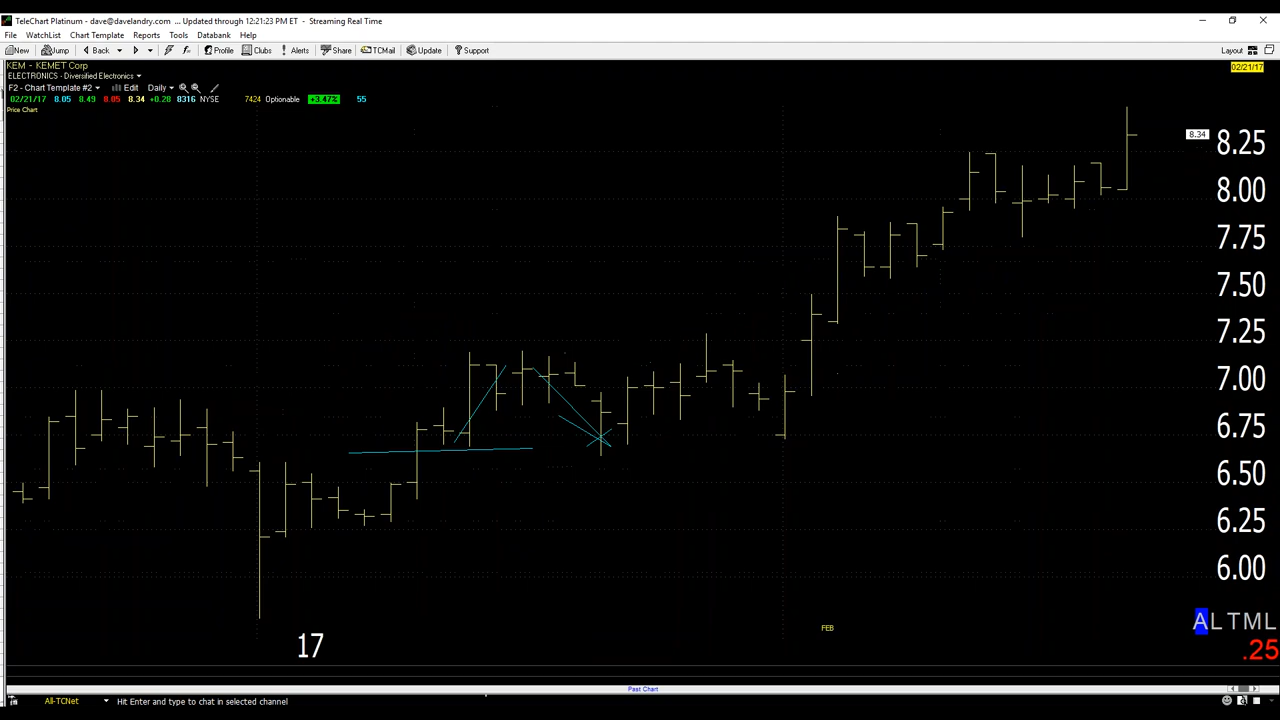 TeleChart Platinum - dave@davelandry.com ... Updated through 12:21:23 PM ET - Streaming Real Time
File WatchList Chart Template Reports Tools Databank Help
New Jump Back Profile Clubs Alerts Share TCMail Update Support Layout
KEM - KEMET Corp 02/21/17
ELECTRONICS - Diversified Electronics
F2 - Chart Template #2 Edit Daily
02/21/17 8.05 8.49 8.05 8.34 +0.28 8316 NYSE 7424 Optionable +3.47% 55
Price Chart
8.34
8.25
8.00
7.75
7.50
7.25
7.00
6.75
6.50
6.25
6.00
ALTML
FEB
17
.25
Past Chart
All-TCNet Hit Enter and type to chat in selected channel